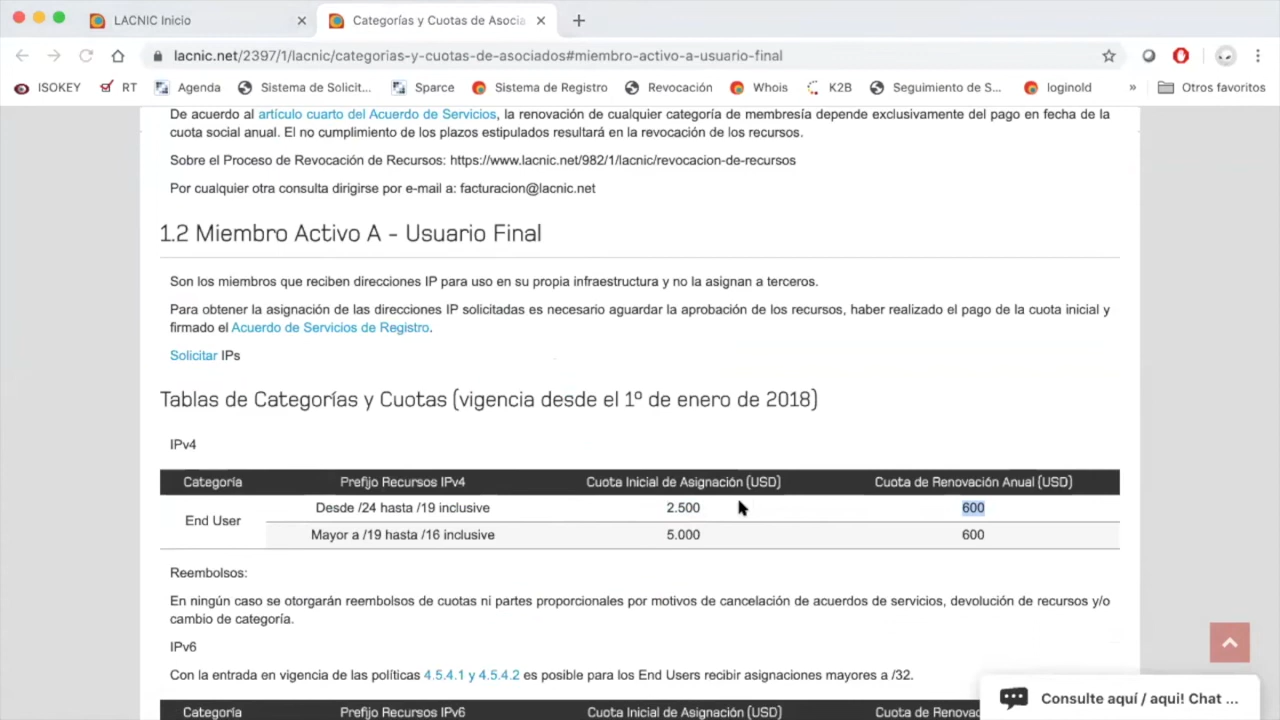 LACNIC Inicio
Categorías y Cuotas de Asocia
lacnic.net/2397/1/lacnic/categorias-y-cuotas-de-asociados#miembro-activo-a-usuario-final
ISOKEY RT Agenda Sistema de Solicit... Sparce Sistema de Registro Revocación Whois K2B Seguimiento de S... loginold » Otros favoritos
De acuerdo al artículo cuarto del Acuerdo de Servicios, la renovación de cualquier categoría de membresía depende exclusivamente del pago en fecha de la
cuota social anual. El no cumplimiento de los plazos estipulados resultará en la revocación de los recursos.
Sobre el Proceso de Revocación de Recursos: https://www.lacnic.net/982/1/lacnic/revocacion-de-recursos
Por cualquier otra consulta dirigirse por e-mail a: facturacion@lacnic.net
1.2 Miembro Activo A - Usuario Final
Son los miembros que reciben direcciones IP para uso en su propia infraestructura y no la asignan a terceros.
Para obtener la asignación de las direcciones IP solicitadas es necesario aguardar la aprobación de los recursos, haber realizado el pago de la cuota inicial y
firmado el Acuerdo de Servicios de Registro.
Solicitar IPs
Tablas de Categorías y Cuotas (vigencia desde el 1º de enero de 2018)
IPv4
Categoría Prefijo Recursos IPv4 Cuota Inicial de Asignación (USD) Cuota de Renovación Anual (USD)
End User
Desde /24 hasta /19 inclusive 2.500 600
Mayor a /19 hasta /16 inclusive 5.000 600
Reembolsos:
En ningún caso se otorgarán reembolsos de cuotas ni partes proporcionales por motivos de cancelación de acuerdos de servicios, devolución de recursos y/o
cambio de categoría.
IPv6
Con la entrada en vigencia de las políticas 4.5.4.1 y 4.5.4.2 es posible para los End Users recibir asignaciones mayores a /32.
Categoría Prefijo Recursos IPv6 Cuota Inicial de Asignación (USD) Cuota de Renovac
Consulte aquí / aqui! Chat ...